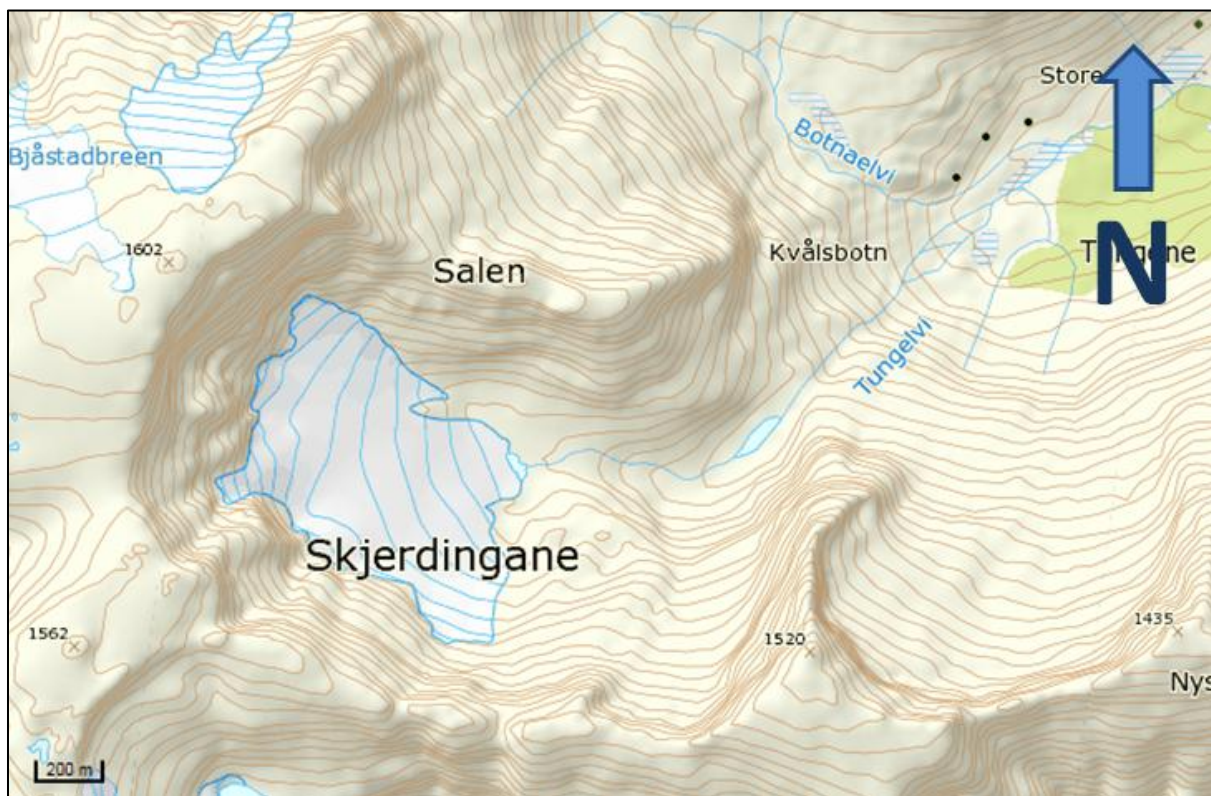 Store
Botnaelvi
Bjåstadbreen
N
1602
Salen
Kvålsbotn
Tungelvi
Skjerdingane
1562
1520
1435
200 m